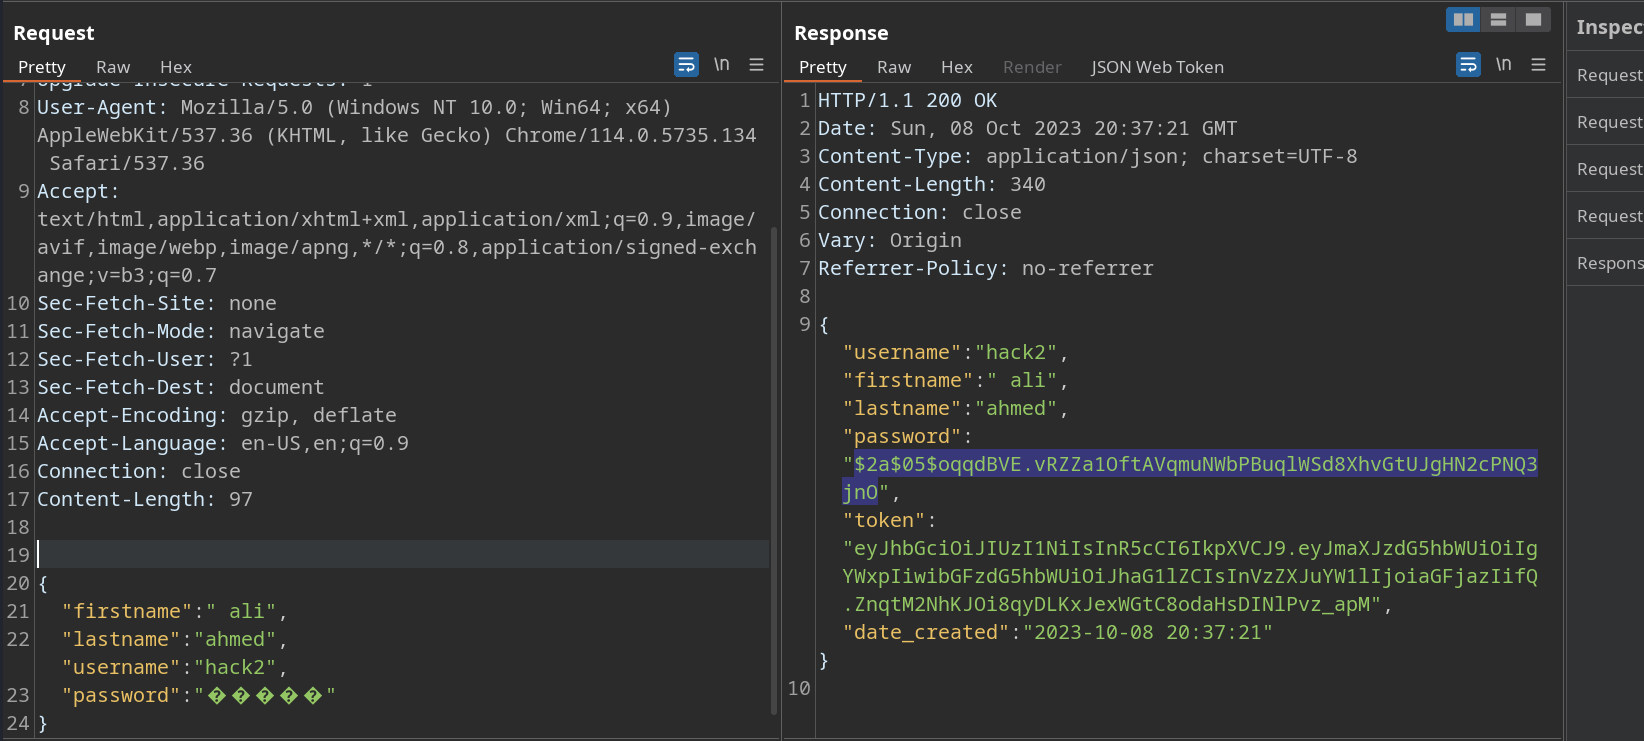 Request
Pretty Raw Hex \n
7 Upgrade-Insecure-Requests: 1
8 User-Agent: Mozilla/5.0 (Windows NT 10.0; Win64; x64)
AppleWebKit/537.36 (KHTML, like Gecko) Chrome/114.0.5735.134
Safari/537.36
9 Accept:
text/html,application/xhtml+xml,application/xml;q=0.9,image/
avif,image/webp,image/apng,*/*;q=0.8,application/signed-exch
ange;v=b3;q=0.7
10 Sec-Fetch-Site: none
11 Sec-Fetch-Mode: navigate
12 Sec-Fetch-User: ?1
13 Sec-Fetch-Dest: document
14 Accept-Encoding: gzip, deflate
15 Accept-Language: en-US,en;q=0.9
16 Connection: close
17 Content-Length: 97
18
19
20 {
21 "firstname":" ali",
22 "lastname":"ahmed",
"username":"hack2",
23 "password":"�����"
24 }
Response
Pretty Raw Hex Render JSON Web Token \n
1 HTTP/1.1 200 OK
2 Date: Sun, 08 Oct 2023 20:37:21 GMT
3 Content-Type: application/json; charset=UTF-8
4 Content-Length: 340
5 Connection: close
6 Vary: Origin
7 Referrer-Policy: no-referrer
8
9 {
"username":"hack2",
"firstname":" ali",
"lastname":"ahmed",
"password":
"$2a$05$oqqdBVE.vRZZa1OftAVqmuNWbPBuqlWSd8XhvGtUJgHN2cPNQ3
jnO",
"token":
"eyJhbGciOiJIUzI1NiIsInR5cCI6IkpXVCJ9.eyJmaXJzdG5hbWUiOiIg
YWxpIiwibGFzdG5hbWUiOiJhaG1lZCIsInVzZXJuYW1lIjoiaGFjazIifQ
.ZnqtM2NhKJOi8qyDLKxJexWGtC8odaHsDINlPvz_apM",
"date_created":"2023-10-08 20:37:21"
}
10
Inspec
Request
Request
Request
Request
Respons